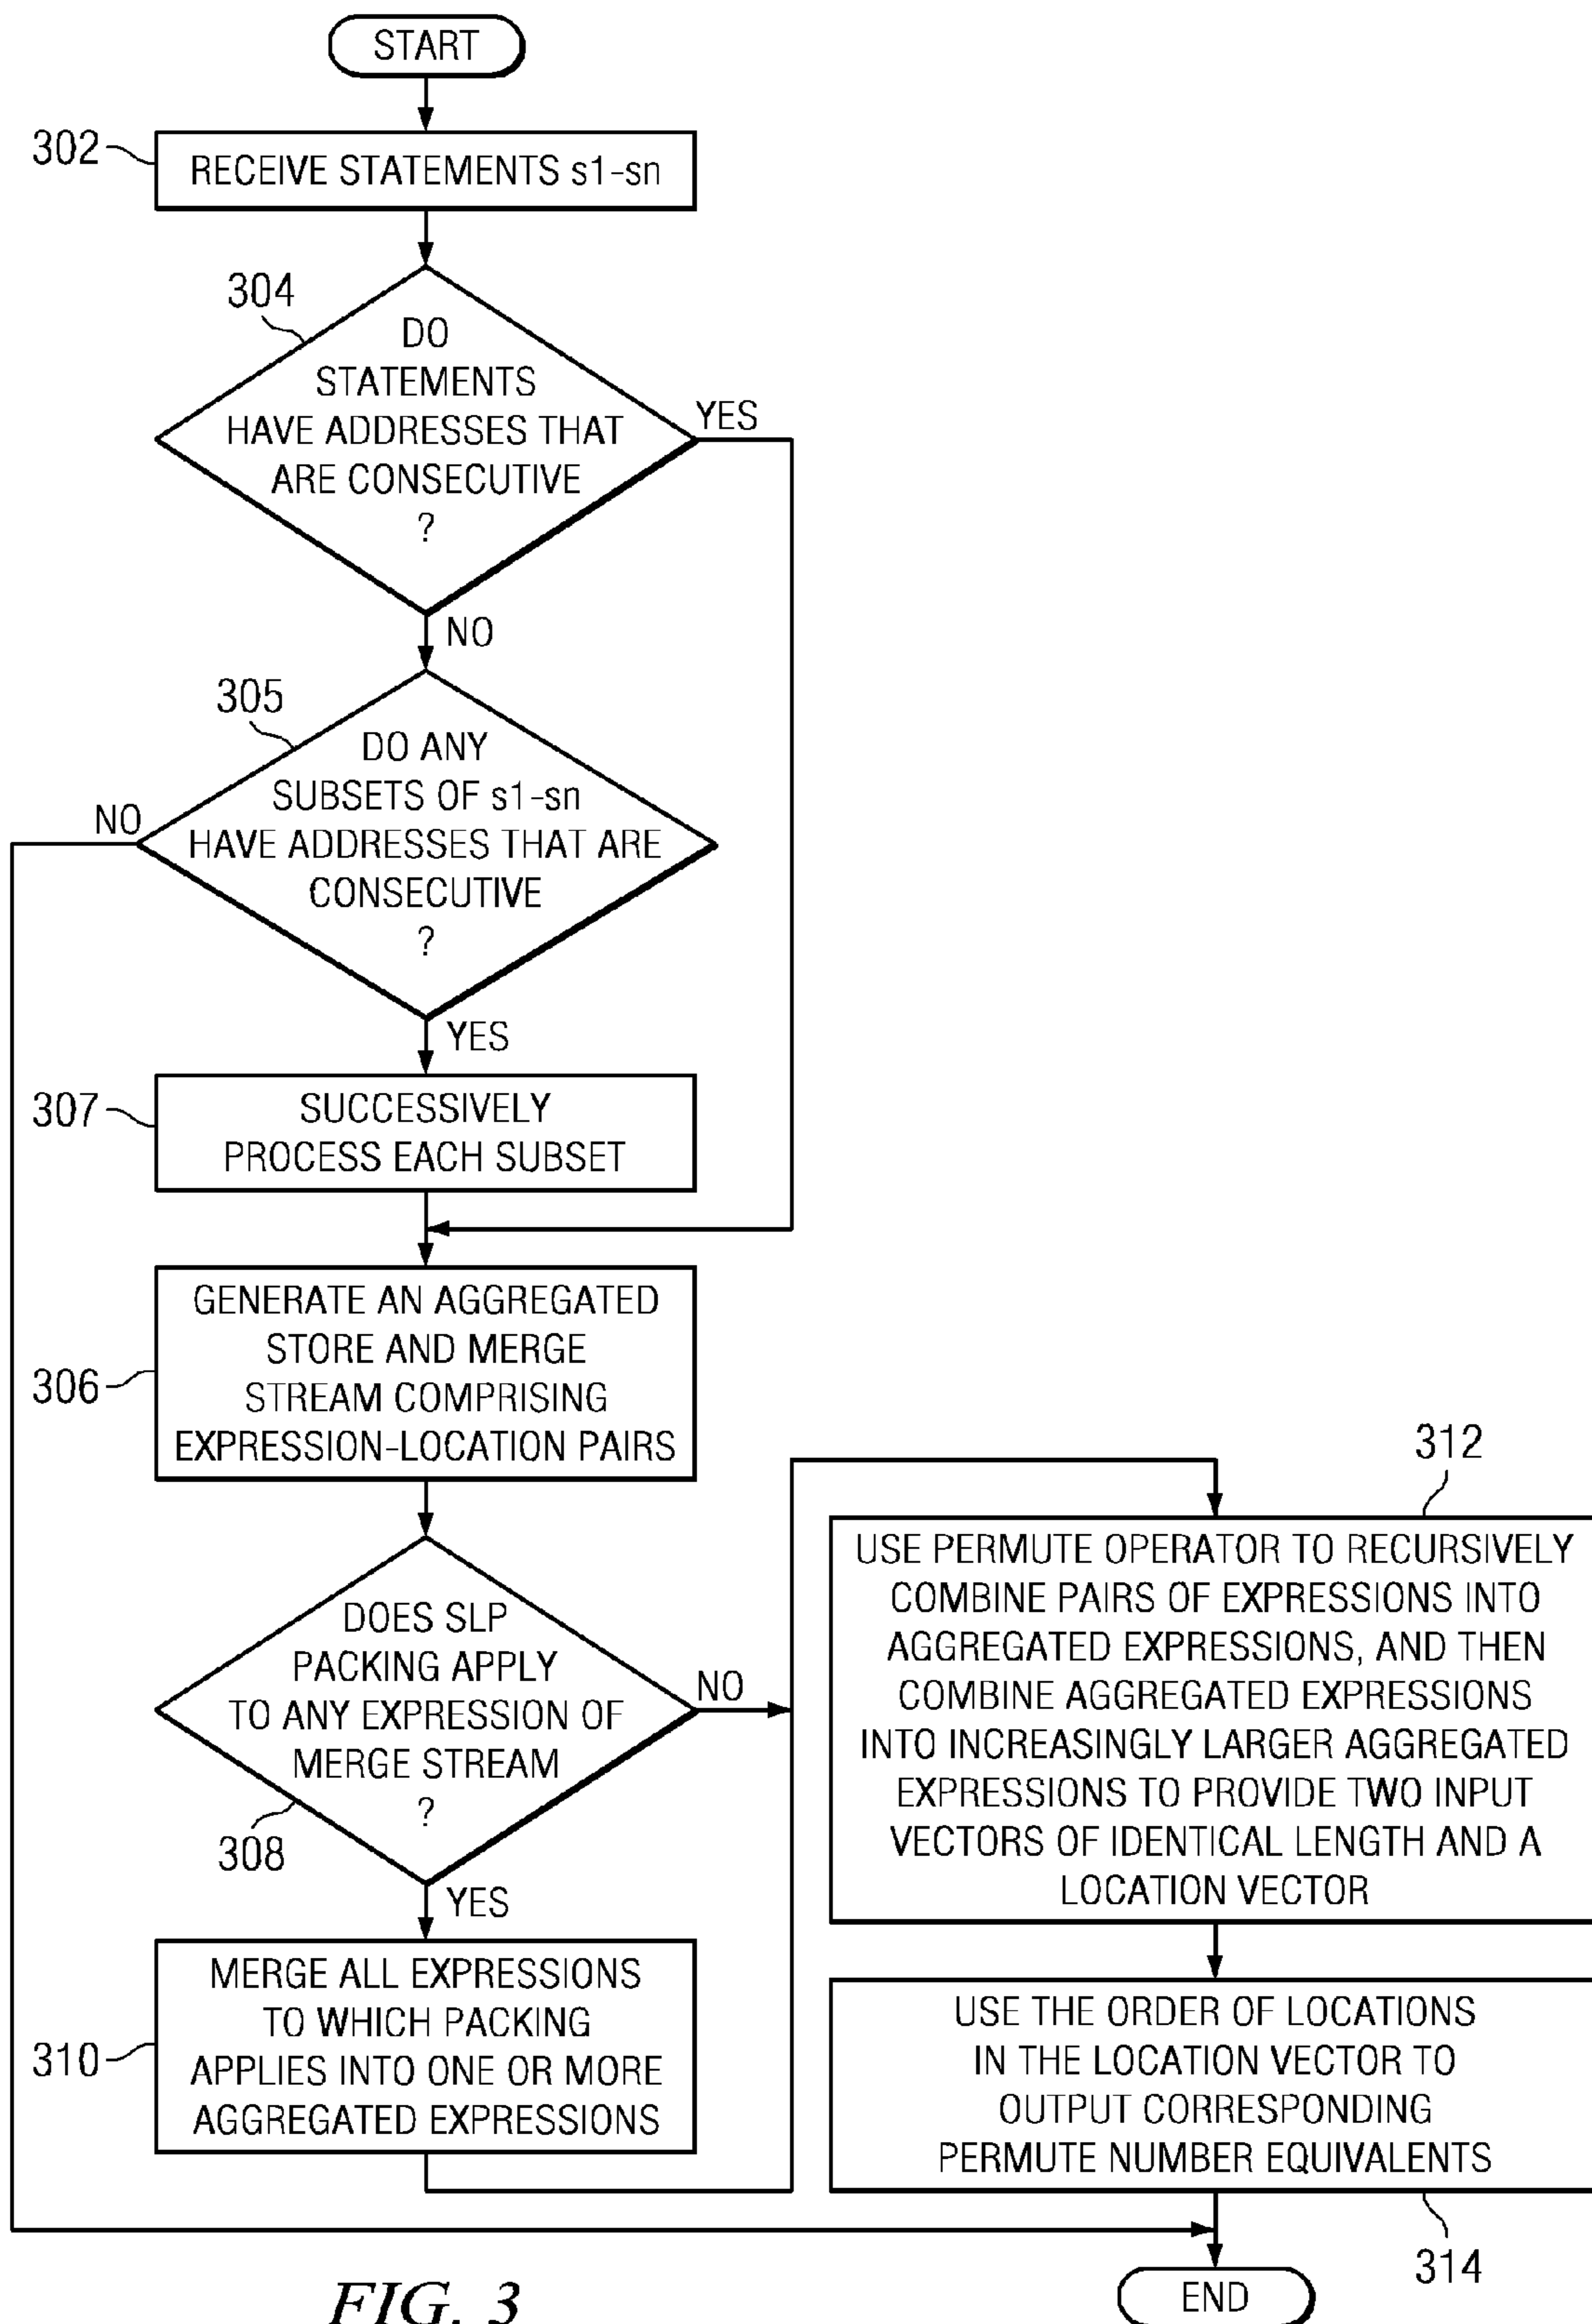 START
302
RECEIVE STATEMENTS s1-sn
304
DO
STATEMENTS
HAVE ADDRESSES THAT
ARE CONSECUTIVE
?
YES
NO
305
DO ANY
SUBSETS OF s1-sn
HAVE ADDRESSES THAT ARE
CONSECUTIVE
?
NO
YES
307
SUCCESSIVELY
PROCESS EACH SUBSET
306
GENERATE AN AGGREGATED
STORE AND MERGE
STREAM COMPRISING
EXPRESSION-LOCATION PAIRS
DOES SLP
PACKING APPLY
TO ANY EXPRESSION OF
MERGE STREAM
?
308
NO
YES
310
MERGE ALL EXPRESSIONS
TO WHICH PACKING
APPLIES INTO ONE OR MORE
AGGREGATED EXPRESSIONS
312
USE PERMUTE OPERATOR TO RECURSIVELY
COMBINE PAIRS OF EXPRESSIONS INTO
AGGREGATED EXPRESSIONS, AND THEN
COMBINE AGGREGATED EXPRESSIONS
INTO INCREASINGLY LARGER AGGREGATED
EXPRESSIONS TO PROVIDE TWO INPUT
VECTORS OF IDENTICAL LENGTH AND A
LOCATION VECTOR
USE THE ORDER OF LOCATIONS
IN THE LOCATION VECTOR TO
OUTPUT CORRESPONDING
PERMUTE NUMBER EQUIVALENTS
314
END
FIG. 3